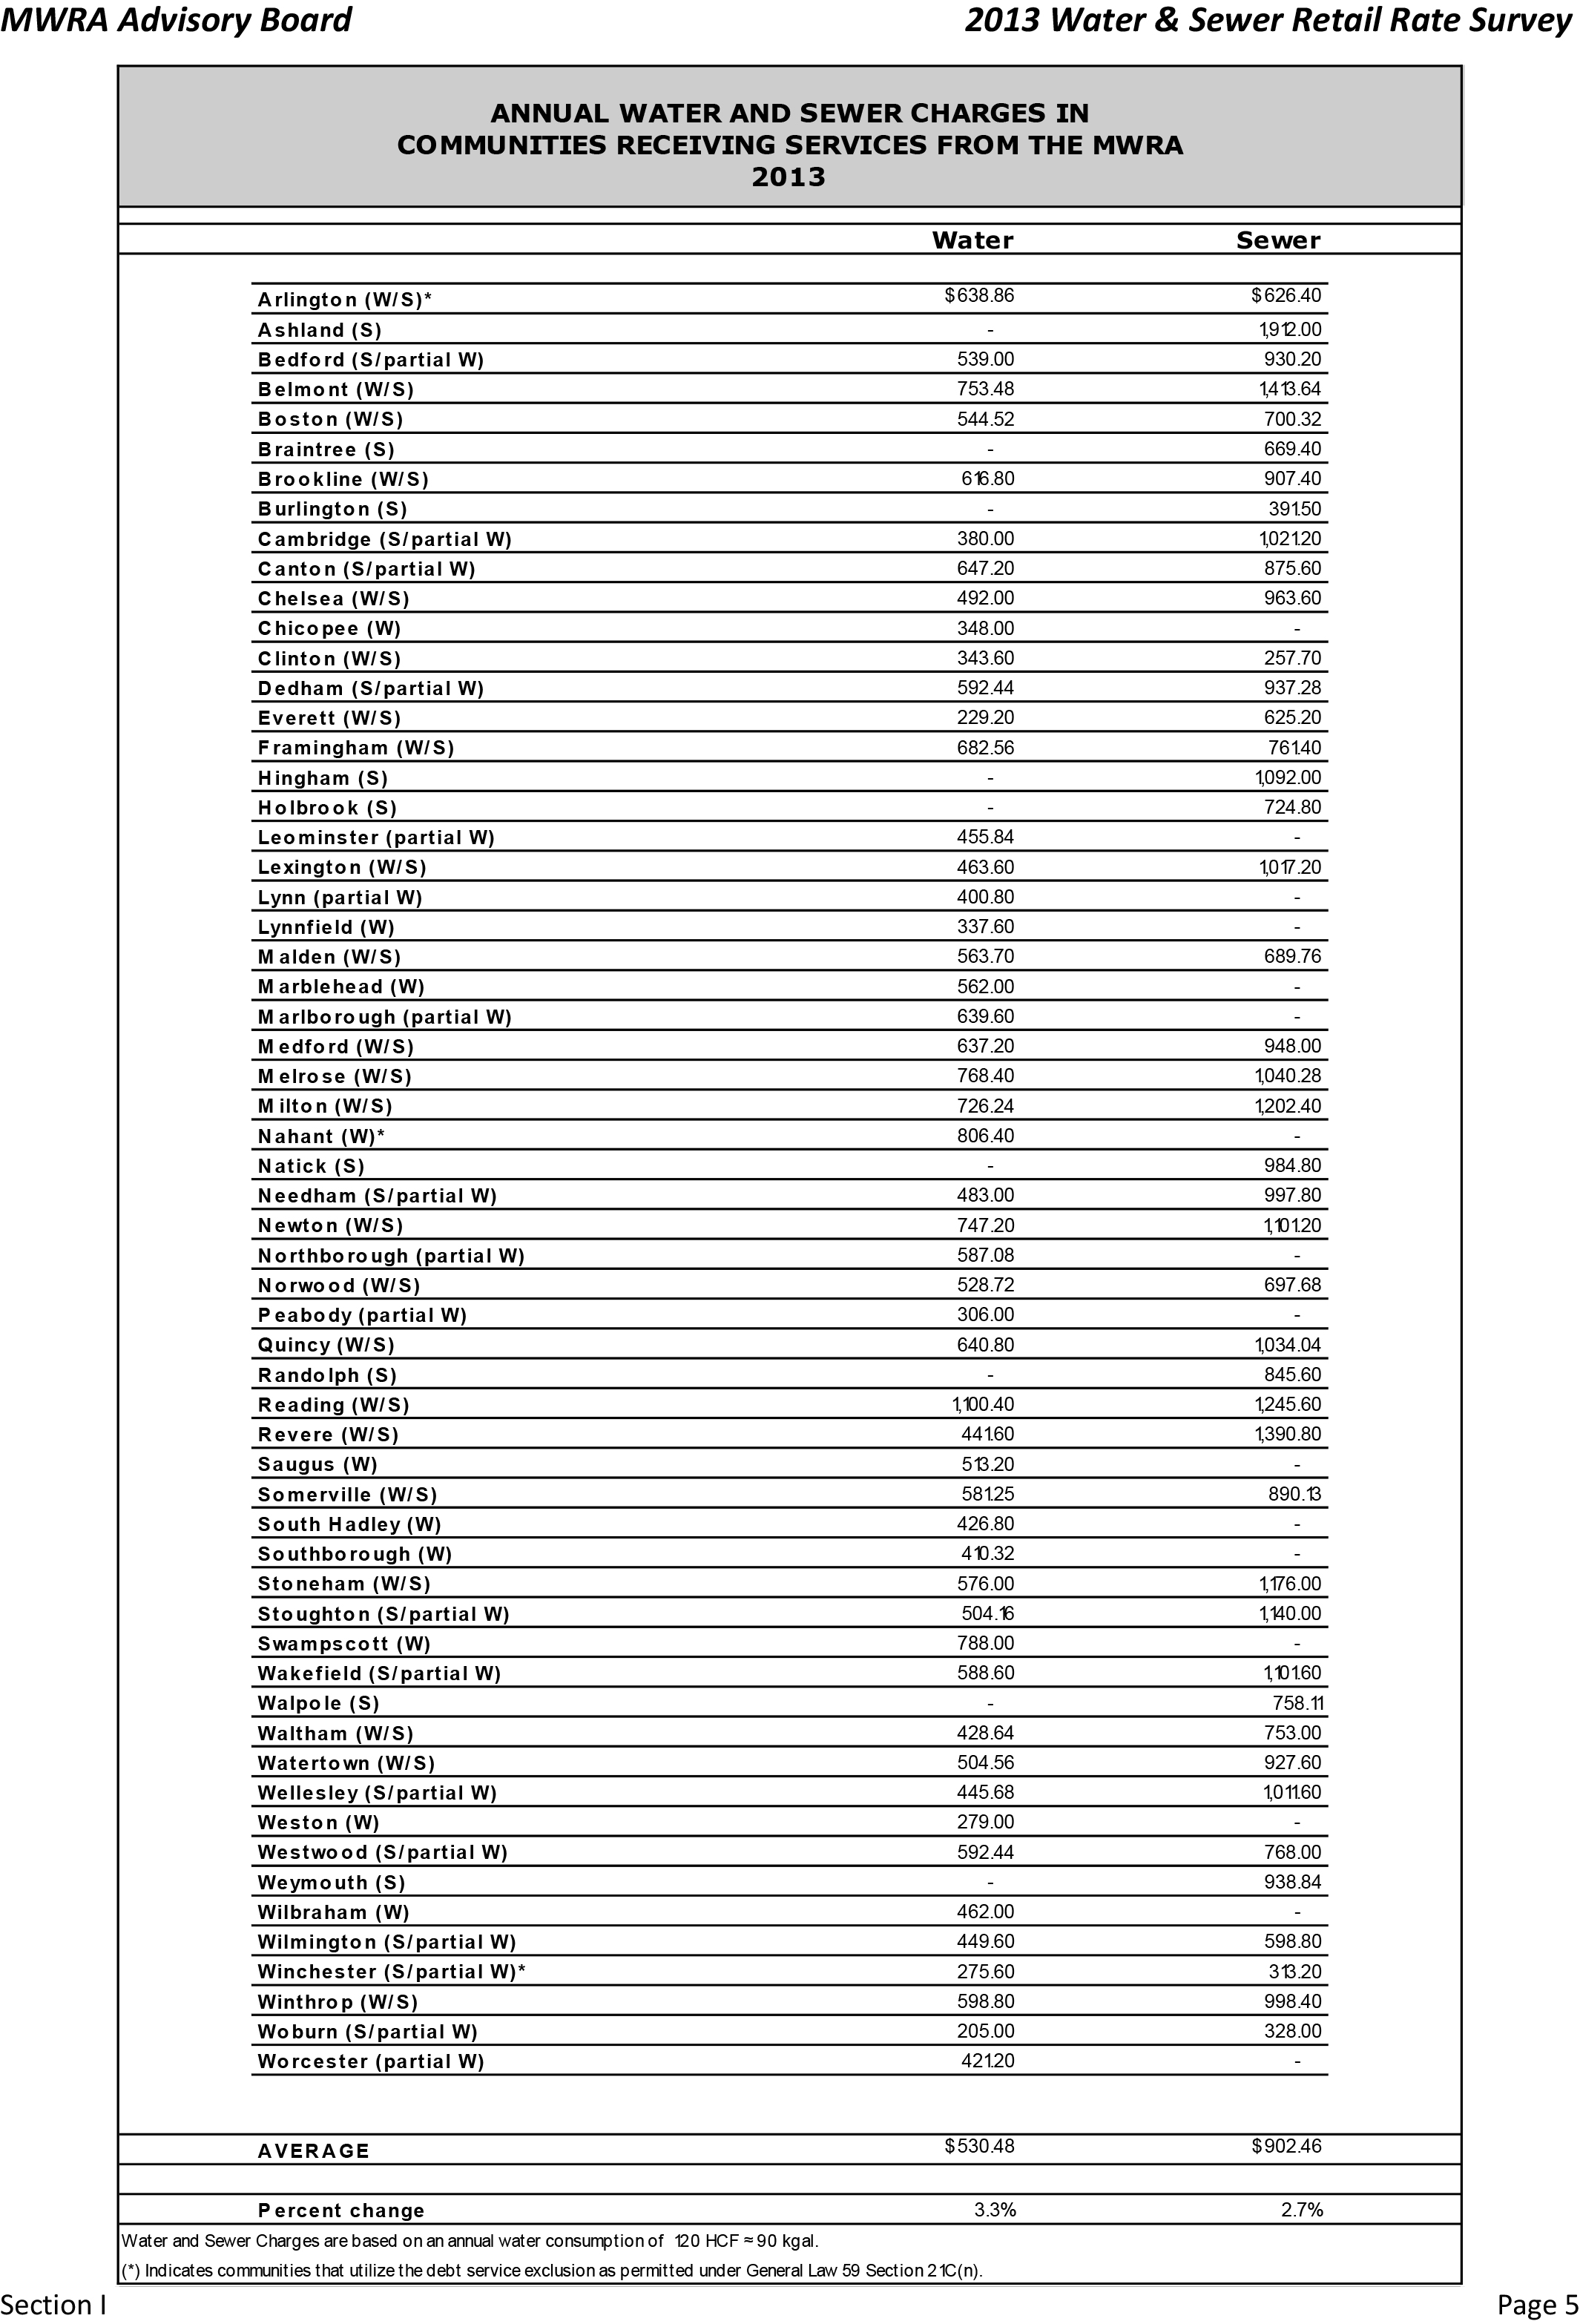 MWRA Advisory Board 2013 Water & Sewer Retail Rate Survey
ANNUAL WATER AND SEWER CHARGES IN
COMMUNITIES RECEIVING SERVICES FROM THE MWRA
2013
Water Sewer
Arlington (W/S)* $638.86 $626.40
Ashland (S) - 1,912.00
Bedford (S/partial W) 539.00 930.20
Belmont (W/S) 753.48 1,413.64
Boston (W/S) 544.52 700.32
Braintree (S) - 669.40
Brookline (W/S) 616.80 907.40
Burlington (S) - 391.50
Cambridge (S/partial W) 380.00 1,021.20
Canton (S/partial W) 647.20 875.60
Chelsea (W/S) 492.00 963.60
Chicopee (W) 348.00 -
Clinton (W/S) 343.60 257.70
Dedham (S/partial W) 592.44 937.28
Everett (W/S) 229.20 625.20
Framingham (W/S) 682.56 761.40
Hingham (S) - 1,092.00
Holbrook (S) - 724.80
Leominster (partial W) 455.84 -
Lexington (W/S) 463.60 1,017.20
Lynn (partial W) 400.80 -
Lynnfield (W) 337.60 -
Malden (W/S) 563.70 689.76
Marblehead (W) 562.00 -
Marlborough (partial W) 639.60 -
Medford (W/S) 637.20 948.00
Melrose (W/S) 768.40 1,040.28
Milton (W/S) 726.24 1,202.40
Nahant (W)* 806.40 -
Natick (S) - 984.80
Needham (S/partial W) 483.00 997.80
Newton (W/S) 747.20 1,101.20
Northborough (partial W) 587.08 -
Norwood (W/S) 528.72 697.68
Peabody (partial W) 306.00 -
Quincy (W/S) 640.80 1,034.04
Randolph (S) - 845.60
Reading (W/S) 1,100.40 1,245.60
Revere (W/S) 441.60 1,390.80
Saugus (W) 513.20 -
Somerville (W/S) 581.25 890.13
South Hadley (W) 426.80 -
Southborough (W) 410.32 -
Stoneham (W/S) 576.00 1,176.00
Stoughton (S/partial W) 504.16 1,140.00
Swampscott (W) 788.00 -
Wakefield (S/partial W) 588.60 1,101.60
Walpole (S) - 758.11
Waltham (W/S) 428.64 753.00
Watertown (W/S) 504.56 927.60
Wellesley (S/partial W) 445.68 1,011.60
Weston (W) 279.00 -
Westwood (S/partial W) 592.44 768.00
Weymouth (S) - 938.84
Wilbraham (W) 462.00 -
Wilmington (S/partial W) 449.60 598.80
Winchester (S/partial W)* 275.60 313.20
Winthrop (W/S) 598.80 998.40
Woburn (S/partial W) 205.00 328.00
Worcester (partial W) 421.20 -
AVERAGE $530.48 $902.46
Percent change 3.3% 2.7%
Water and Sewer Charges are based on an annual water consumption of 120 HCF ≈ 90 kgal.
(*) Indicates communities that utilize the debt service exclusion as permitted under General Law 59 Section 21C(n).
Section I Page 5